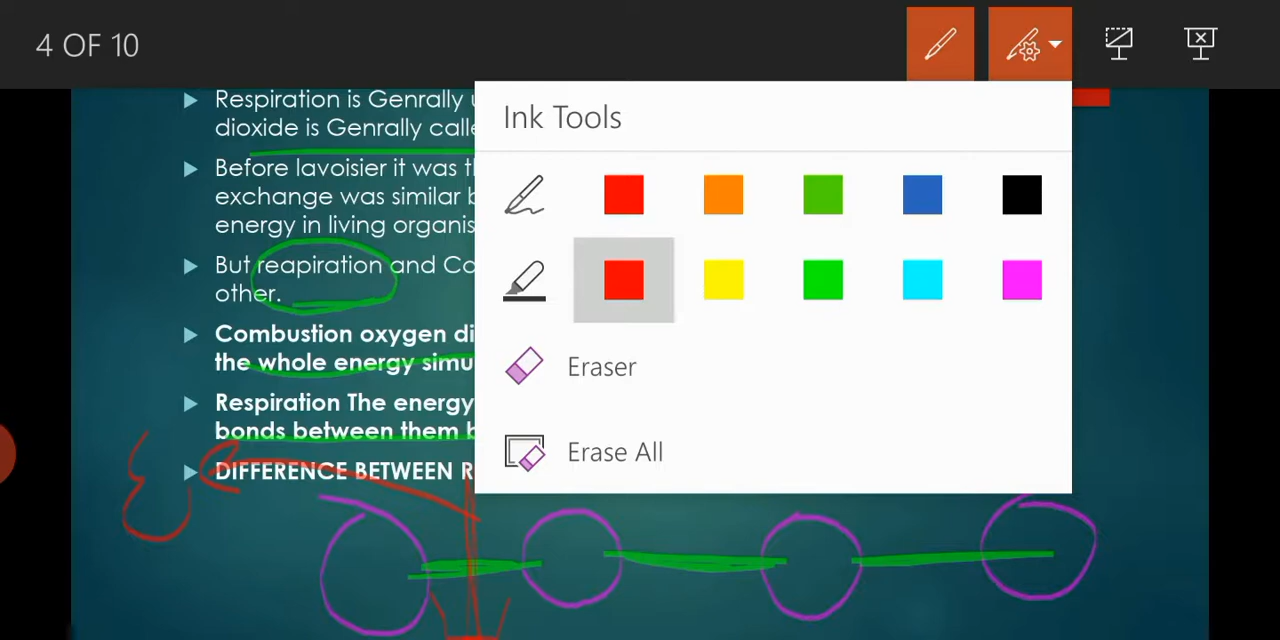 4 OF 10
Respiration is Genrally
dioxide is Genrally calle
Before lavoisier it was
exchange was similar
energy in living organis
But reapiration and Co
other.
Combustion oxygen di
the whole energy simu
Respiration The energy
bonds between them
DIFFERENCE BETWEEN
Ink Tools
Eraser
Erase All